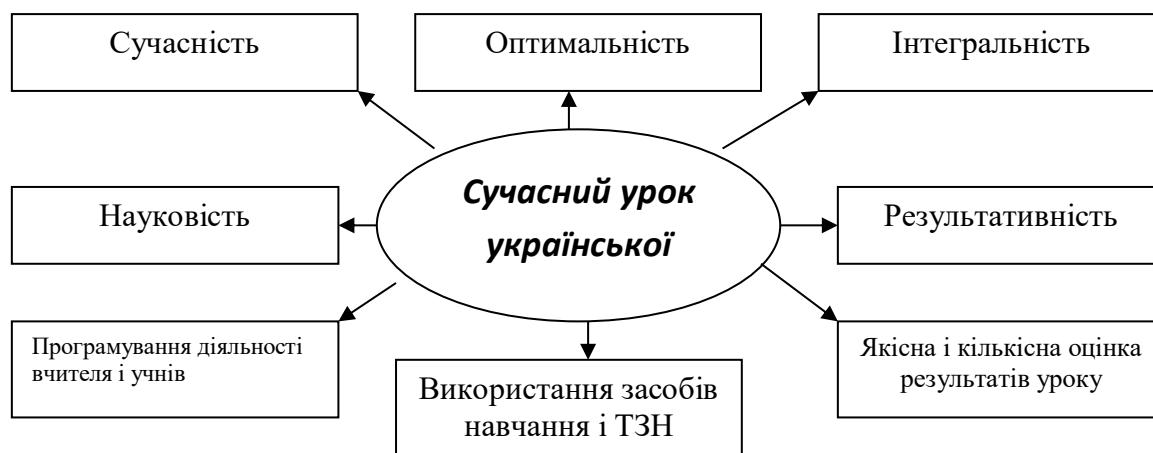 Сучасність
Оптимальність
Інтегральність
Сучасний урок
української
Науковість
Результативність
Програмування діяльності
вчителя і учнів
Використання засобів
навчання і ТЗН
Якісна і кількісна оцінка
результатів уроку